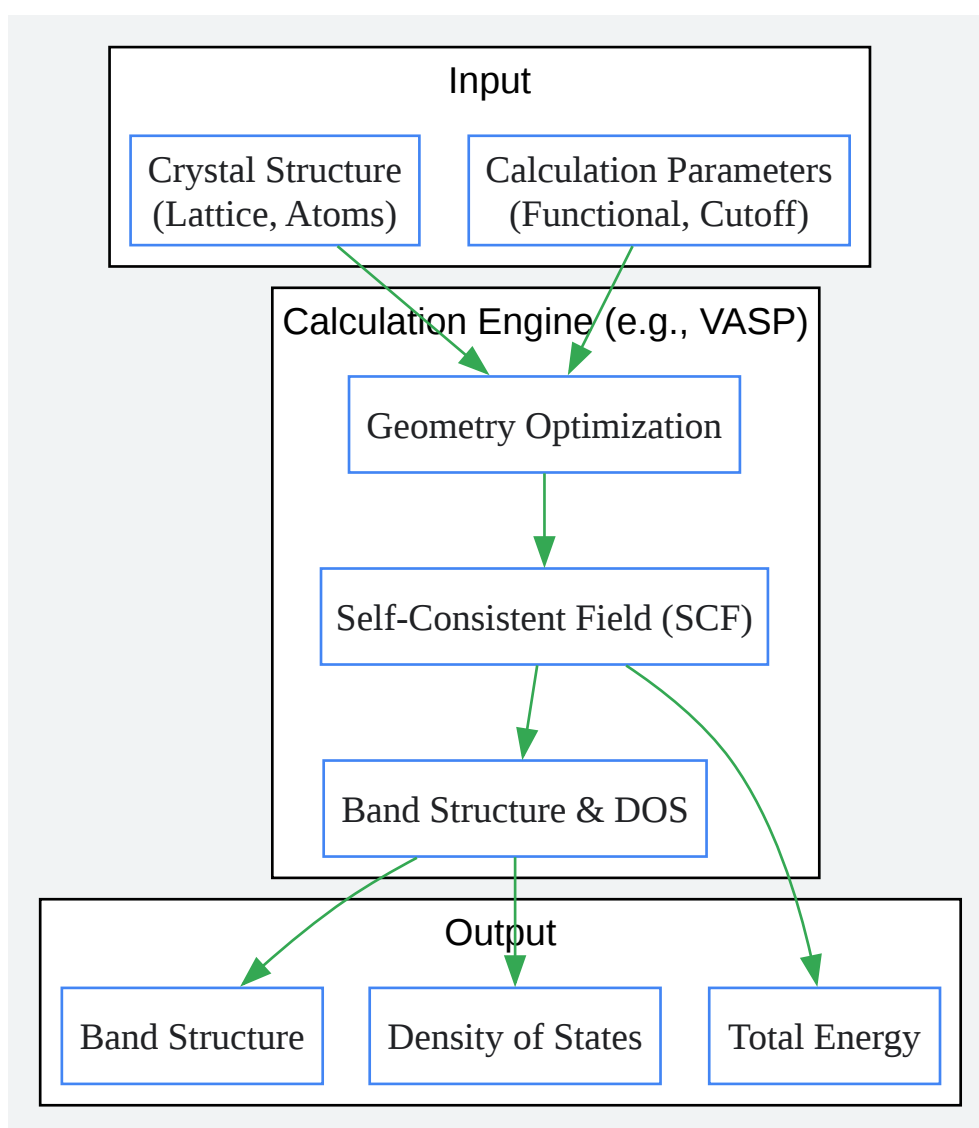 Input
Crystal Structure
(Lattice, Atoms)
Calculation Parameters
(Functional, Cutoff)
Calculation Engine (e.g., VASP)
Geometry Optimization
Self-Consistent Field (SCF)
Band Structure & DOS
Output
Band Structure
Density of States
Total Energy